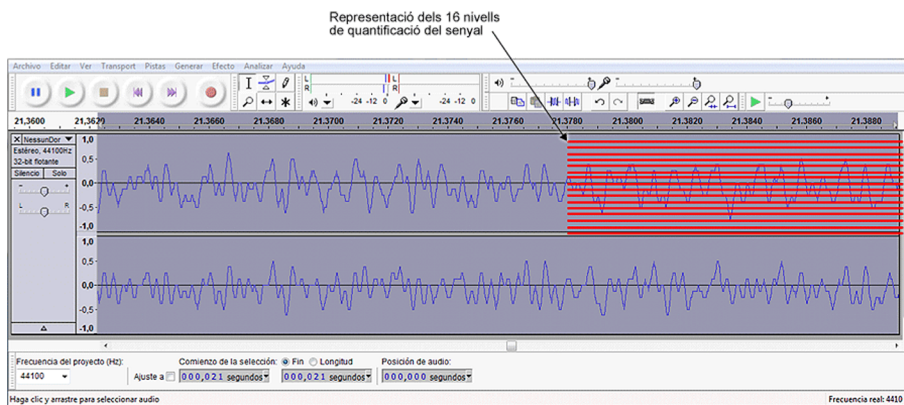 Representació dels 16 nivells
de quantificació del senyal
Archivo Editar Ver Transport Pistas Generar Efecto Analizar Ayuda
L
R
L
R
-24 -12 0
-24 -12 0
21,3600 21,3629 21,3640 21,3660 21,3680 21,3700 21,3720 21,3740 21,3760 21,3780 21,3800 21,3820 21,3840 21,3860 21,3880
X NessunDor
Estéreo, 44100Hz
32-bit flotante
Silencio Solo
- +
L R
1,0
0,5
0,0
-0,5
-1,0
1,0
0,5
0,0
-0,5
-1,0
Frecuencia del proyecto (Hz):
44100
Ajuste a
Comienzo de la selección:
Fin
Longitud
Posición de audio:
000,021 segundos
000,021 segundos
000,000 segundos
Haga clic y arrastre para seleccionar audio
Frecuencia real: 4410